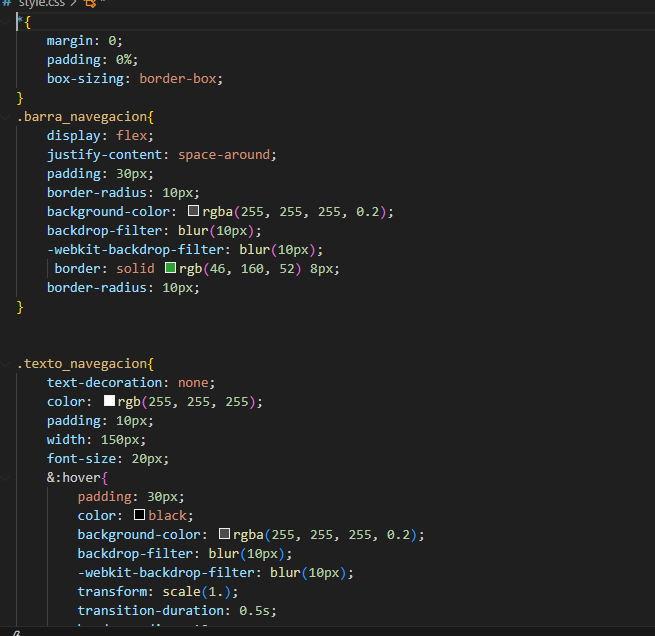 # style.css > *
*{
margin: 0;
padding: 0%;
box-sizing: border-box;
}
.barra_navegacion{
display: flex;
justify-content: space-around;
padding: 30px;
border-radius: 10px;
background-color: rgba(255, 255, 255, 0.2);
backdrop-filter: blur(10px);
-webkit-backdrop-filter: blur(10px);
border: solid rgb(46, 160, 52) 8px;
border-radius: 10px;
}
.texto_navegacion{
text-decoration: none;
color: rgb(255, 255, 255);
padding: 10px;
width: 150px;
font-size: 20px;
&:hover{
padding: 30px;
color: black;
background-color: rgba(255, 255, 255, 0.2);
backdrop-filter: blur(10px);
-webkit-backdrop-filter: blur(10px);
transform: scale(1.);
transition-duration: 0.5s;